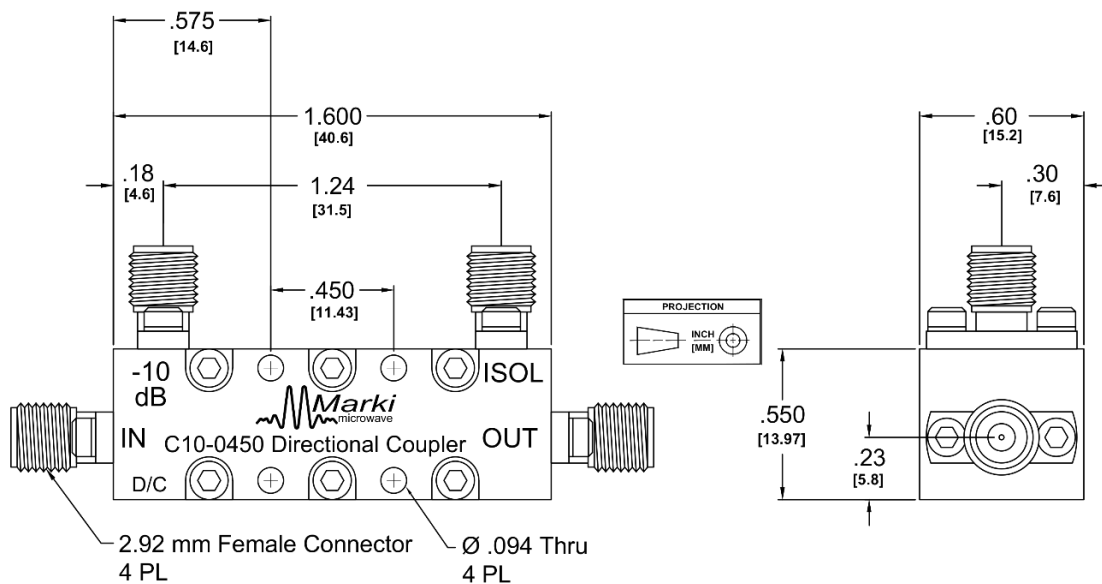 .575
[14.6]
1.600
[40.6]
.18
[4.6]
1.24
[31.5]
.450
[11.43]
-10
dB
ISOL
Marki
microwave
IN
OUT
C10-0450 Directional Coupler
D/C
2.92 mm Female Connector
4 PL
Ø .094 Thru
4 PL
PROJECTION
INCH
[MM]
.60
[15.2]
.30
[7.6]
.550
[13.97]
.23
[5.8]